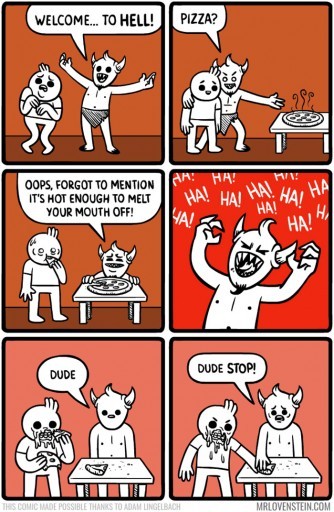 WELCOME... TO HELL!
PIZZA?
OOPS, FORGOT TO MENTION
IT'S HOT ENOUGH TO MELT
YOUR MOUTH OFF!
HA! HA! HA!
HA! HA! HA! HA!
HA! HA! HA!
DUDE
DUDE STOP!
THIS COMIC MADE POSSIBLE THANKS TO ADAM LINGELBACH
MRLOVENSTEIN.COM